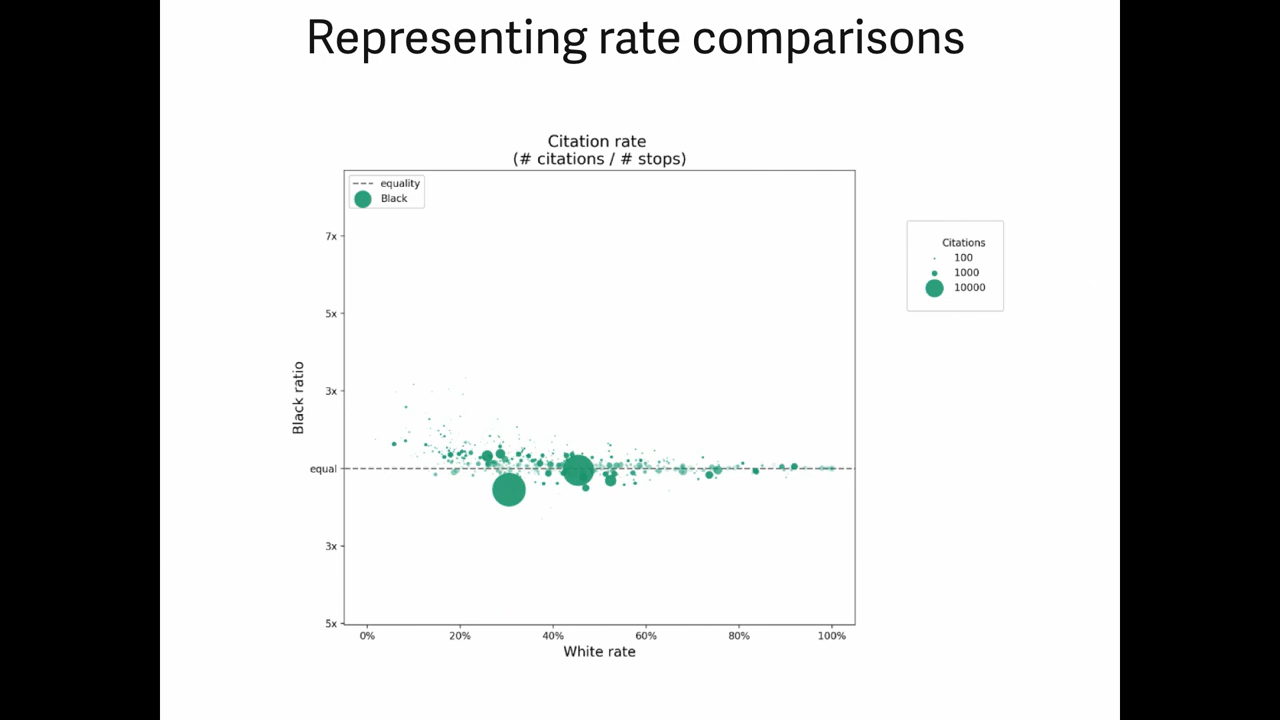 Representing rate comparisons
Citation rate
(# citations / # stops)
equality
Black
7x
5x
3x
equal
3x
5x
Black ratio
0%
20%
40%
60%
80%
100%
White rate
Citations
100
1000
10000